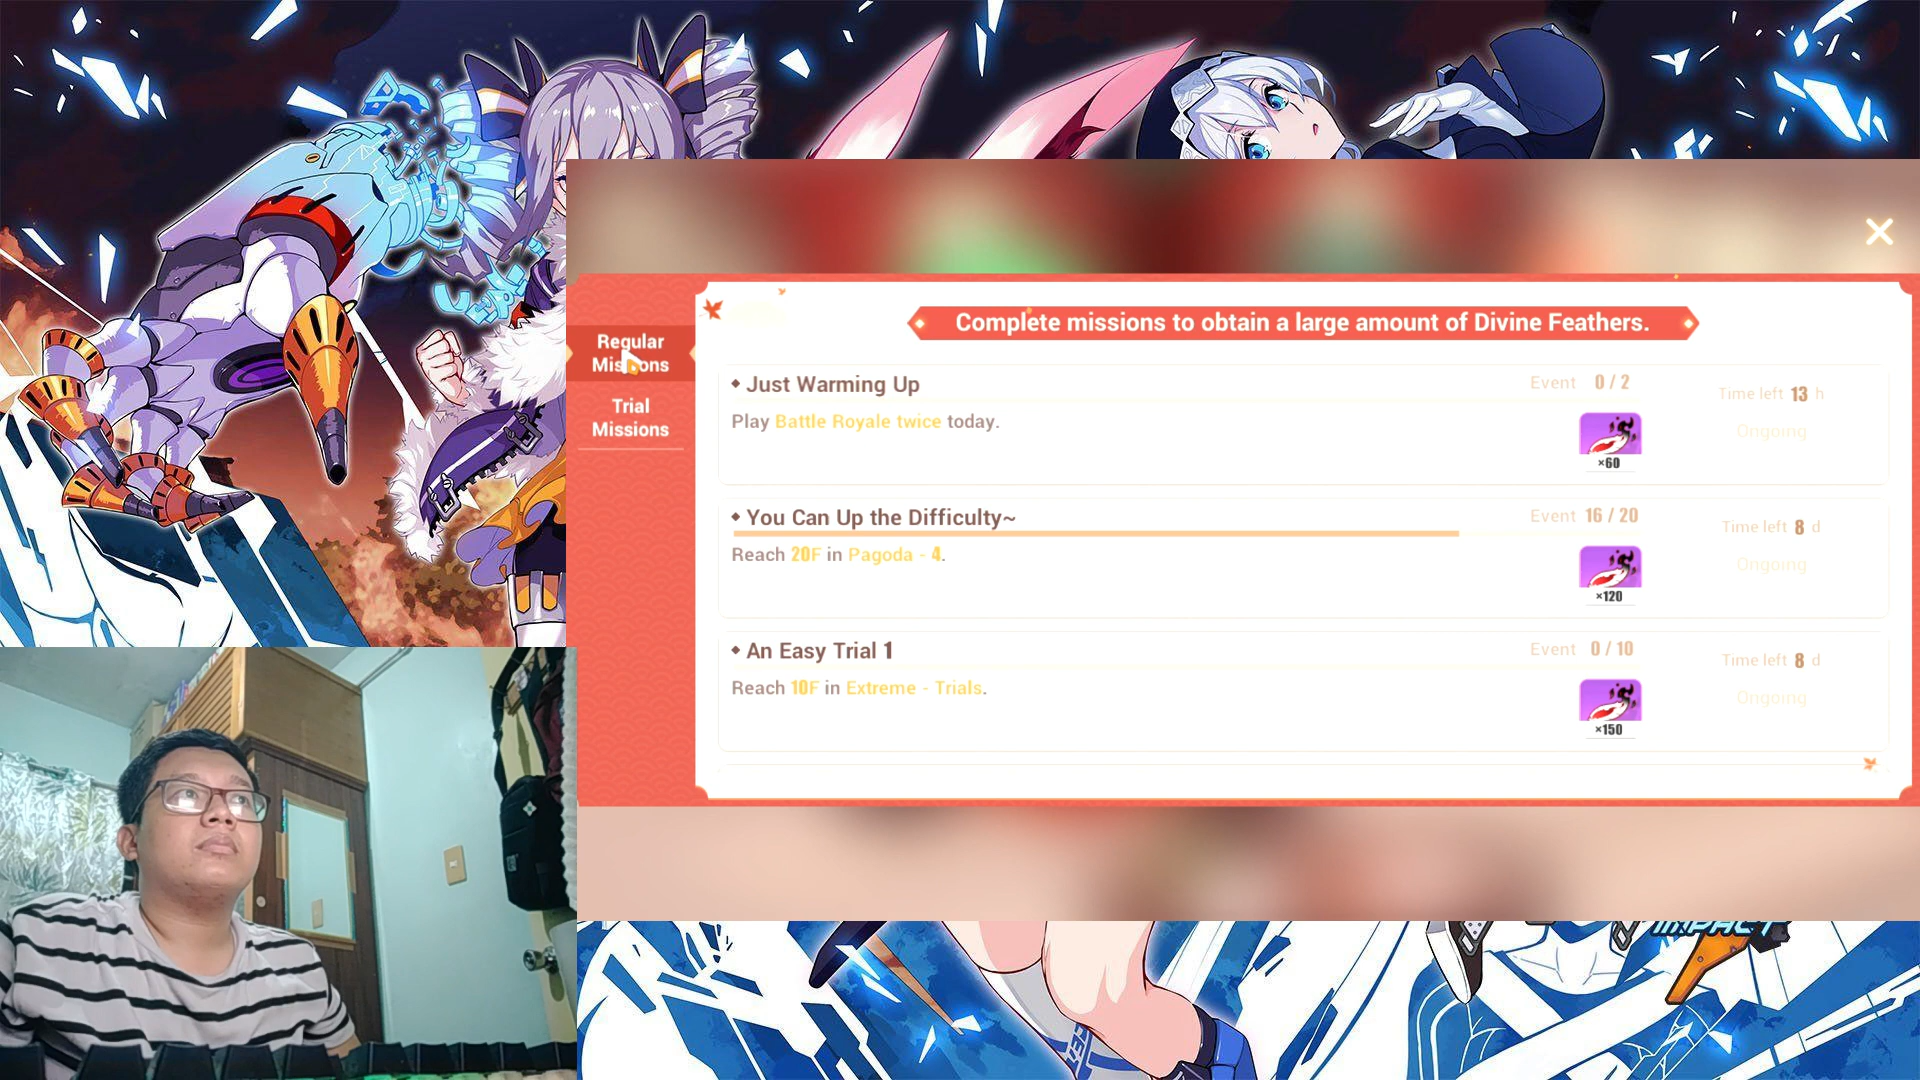 Complete missions to obtain a large amount of Divine Feathers.
Regular
Missions
Trial
Missions
Just Warming Up
Event 0 / 2
Time left 13 h
Play Battle Royale twice today.
Ongoing
×60
You Can Up the Difficulty~
Event 16 / 20
Time left 8 d
Reach 20F in Pagoda - 4.
Ongoing
×120
An Easy Trial 1
Event 0 / 10
Time left 8 d
Reach 10F in Extreme - Trials.
Ongoing
×150
IMPACT